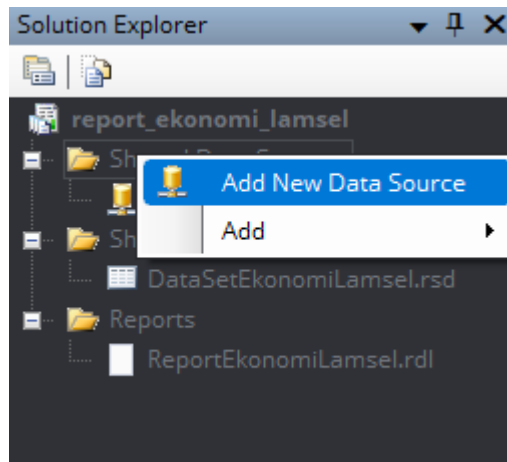 Solution Explorer
report_ekonomi_lamsel
Add New Data Source
Add
DataSetEkonomiLamsel.rsd
Reports
ReportEkonomiLamsel.rdl